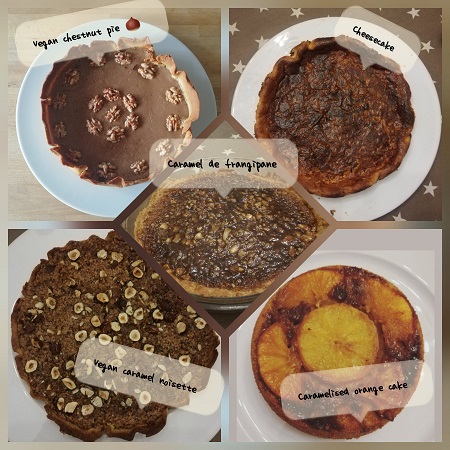 Vegan chestnut pie
Cheesecake
Caramel de frangipane
Vegan caramel noisette
Caramelised orange cake